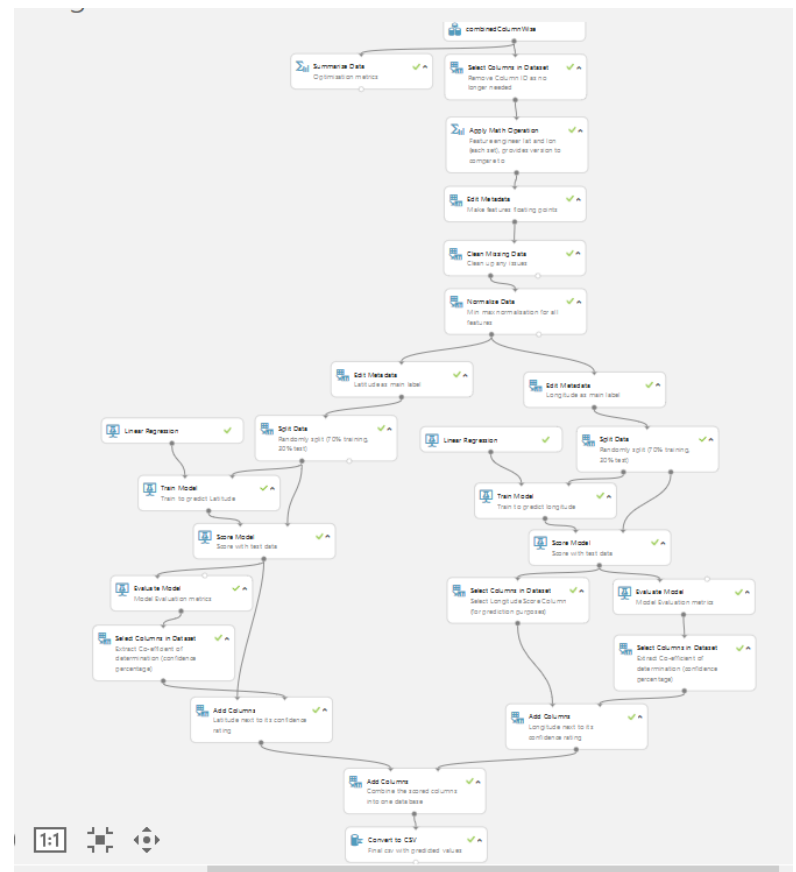 combinedColumnWise
Summarise Data
Optimisation metrics
Select Columns in Dataset
Remove Column ID as no
longer needed
Apply Math Operation
Feature engineer lat and lon
(each set), provides version to
compare to
Edit Metadata
Make features floating points
Clean Missing Data
Clean up any issues
Normalise Data
Min max normalisation for all
features
Edit Metadata
Latitude as main label
Edit Metadata
Longitude as main label
Linear Regression
Split Data
Randomly split (70% training,
20% test)
Linear Regression
Split Data
Randomly split (70% training,
20% test)
Train Model
Train to predict Latitude
Train Model
Train to predict longitude
Score Model
Score with test data
Score Model
Score with test data
Evaluate Model
Model Evaluation metrics
Select Columns in Dataset
Select Longitude Score Column
(for prediction purposes)
Evaluate Model
Model Evaluation metrics
Select Columns in Dataset
Extract Co-efficient of
determination (confidence
percentage)
Select Columns in Dataset
Extract Co-efficient of
determination (confidence
percentage)
Add Columns
Latitude next to its confidence
rating
Add Columns
Longitude next to its
confidence rating
Add Columns
Combine the scored columns
into one database
Convert to CSV
Final csv with predicted values
1:1